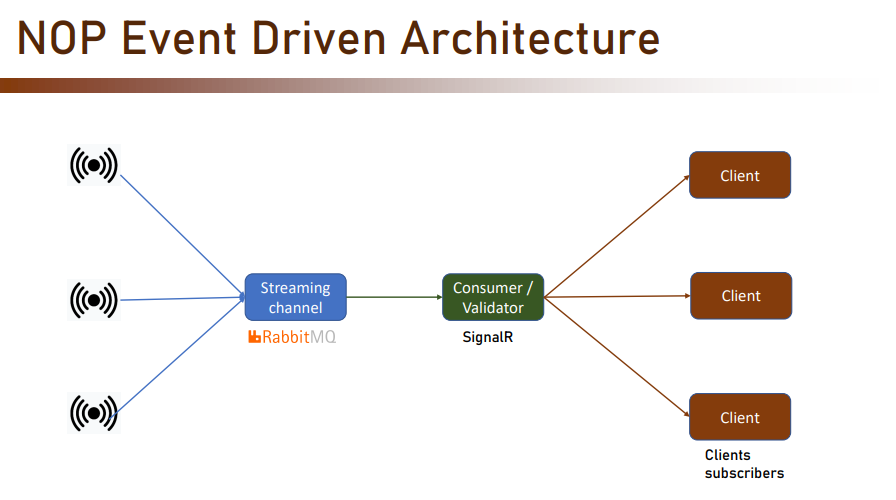 NOP Event Driven Architecture
Client
Streaming
channel
RabbitMQ
Consumer /
Validator
SignalR
Client
Client
Clients
subscribers